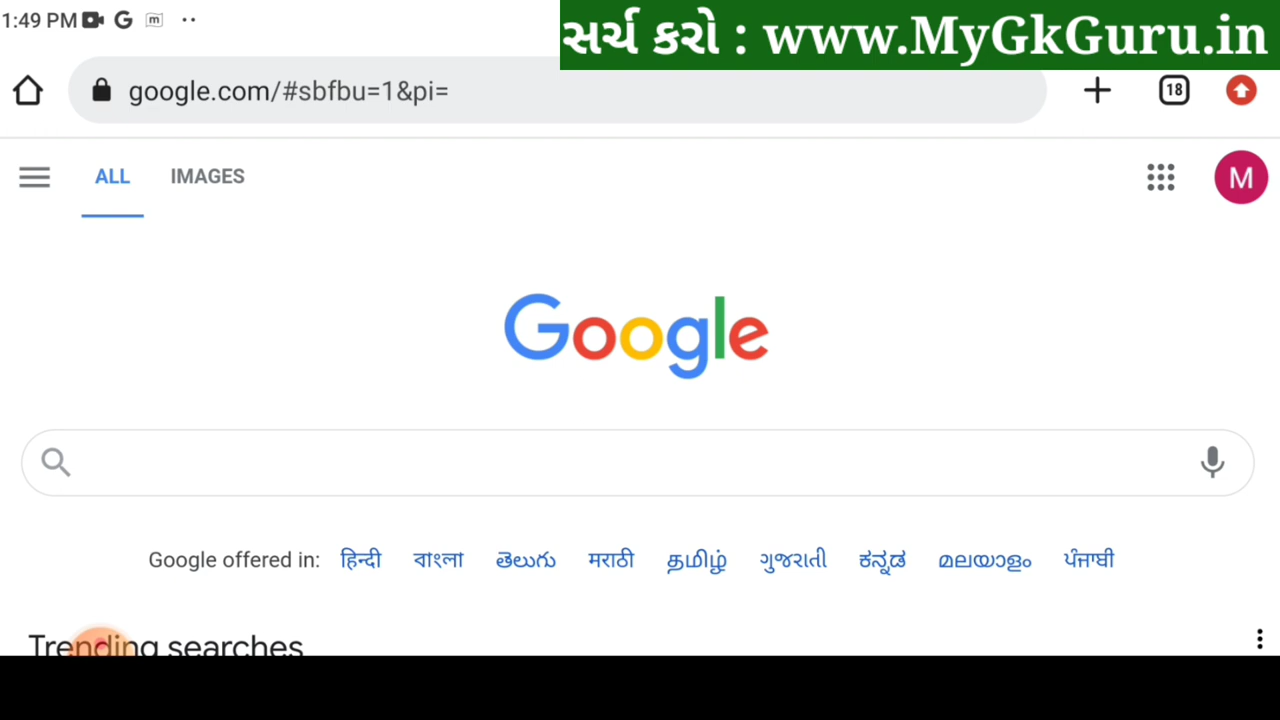 1:49 PM
સર્ચ કરો : www.MyGkGuru.in
google.com/#sbfbu=1&pi=
18
ALL IMAGES
M
Google
Google offered in: हिन्दी বাংলা తెలుగు मराठी தமிழ் ગુજરાતી ಕನ್ನಡ മലയാളം ਪੰਜਾਬੀ
Trending searches